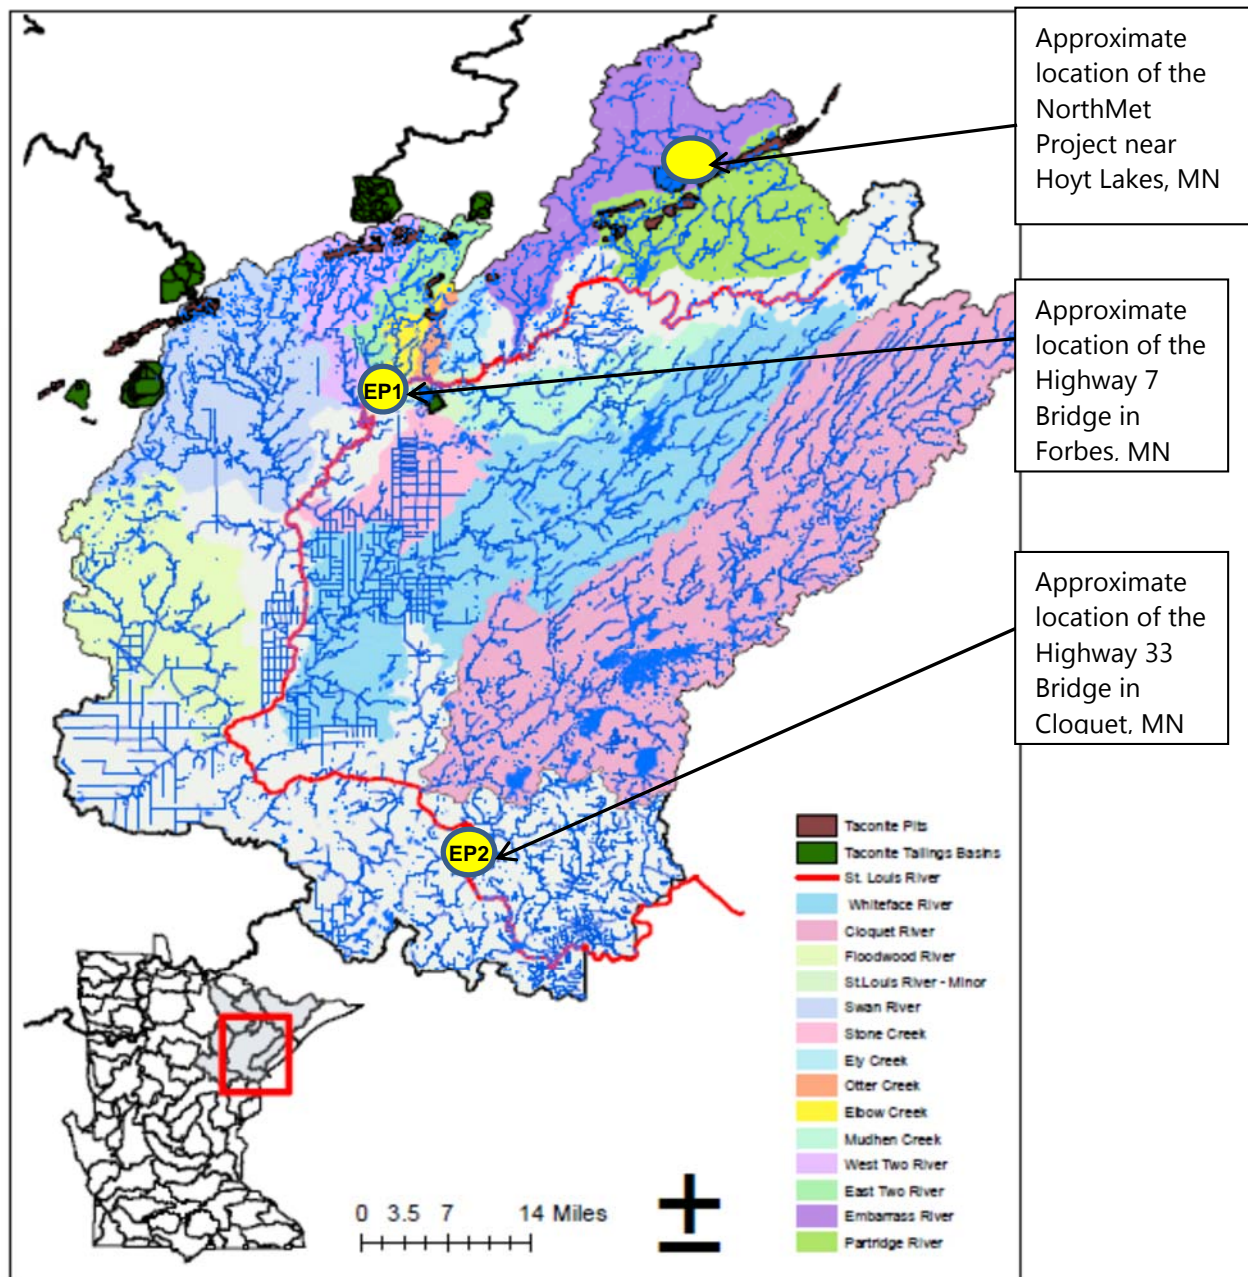 Approximate
location of the
NorthMet
Project near
Hoyt Lakes, MN
Approximate
location of the
Highway 7
Bridge in
Forbes, MN
EP1
Approximate
location of the
Highway 33
Bridge in
Cloquet, MN
EP2
Taconite Pits
Taconite Tailings Basins
St. Louis River
Whiteface River
Cloquet River
Floodwood River
St.Louis River - Minor
Swan River
Stone Creek
Ely Creek
Otter Creek
Elbow Creek
Mudhen Creek
West Two River
East Two River
Embarrass River
Partridge River
0 3.5 7 14 Miles